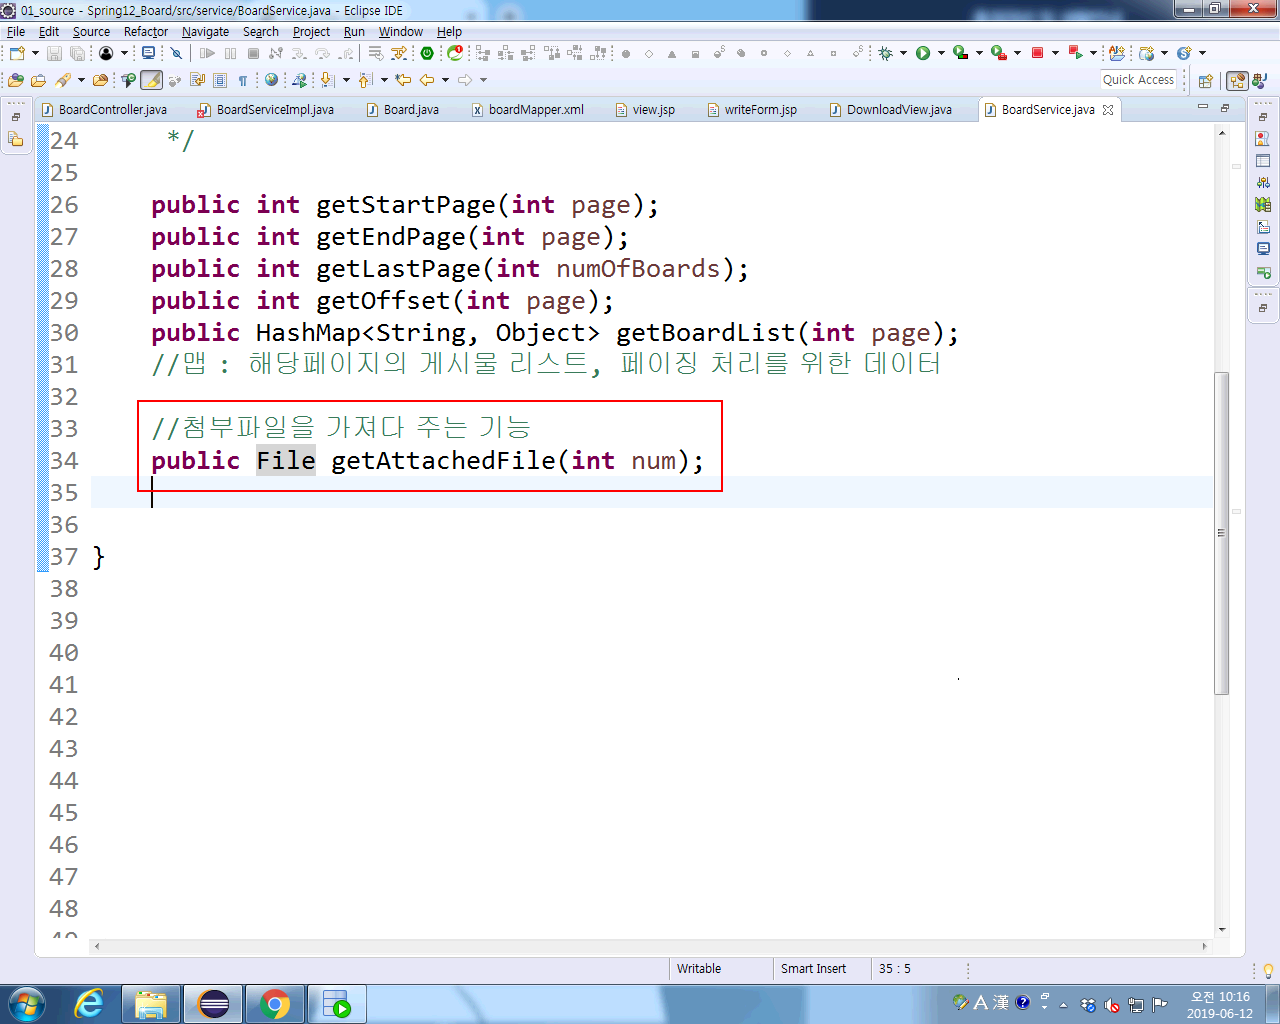 01_source - Spring12_Board/src/service/BoardService.java - Eclipse IDE
File Edit Source Refactor Navigate Search Project Run Window Help
Quick Access
BoardController.java BoardServiceImpl.java Board.java boardMapper.xml view.jsp writeForm.jsp DownloadView.java BoardService.java
24 */
25
26 public int getStartPage(int page);
27 public int getEndPage(int page);
28 public int getLastPage(int numOfBoards);
29 public int getOffset(int page);
30 public HashMap<String, Object> getBoardList(int page);
31 //맵 : 해당페이지의 게시물 리스트, 페이징 처리를 위한 데이터
32
33 //첨부파일을 가져다 주는 기능
34 public File getAttachedFile(int num);
35
36
37 }
38
39
40
41
42
43
44
45
46
47
48
49
Writable Smart Insert 35 : 5
A 漢 오전 10:16
2019-06-12